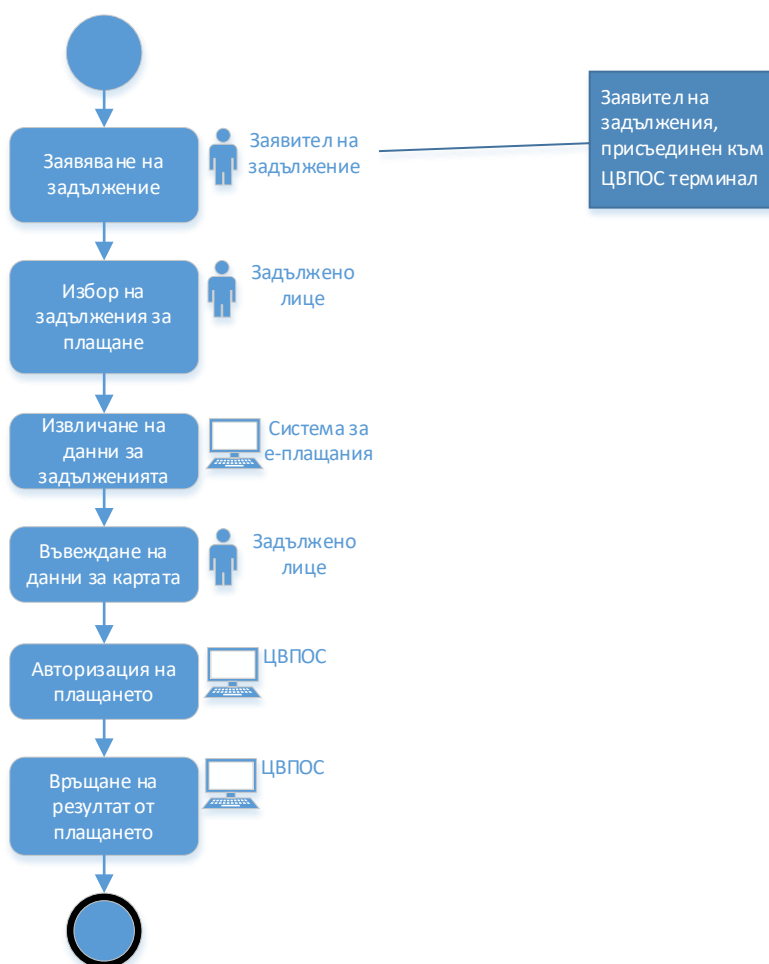 Заявяване на
задължение
Заявител на
задължение
Заявител на
задължения,
присъединен към
ЦВПОС терминал
Избор на
задължения за
плащане
Задължено
лице
Извличане на
данни за
задълженията
Система за
е-плащания
Въвеждане на
данни за картата
Задължено
лице
Авторизация на
плащането
ЦВПОС
Връщане на
резултат от
плащането
ЦВПОС